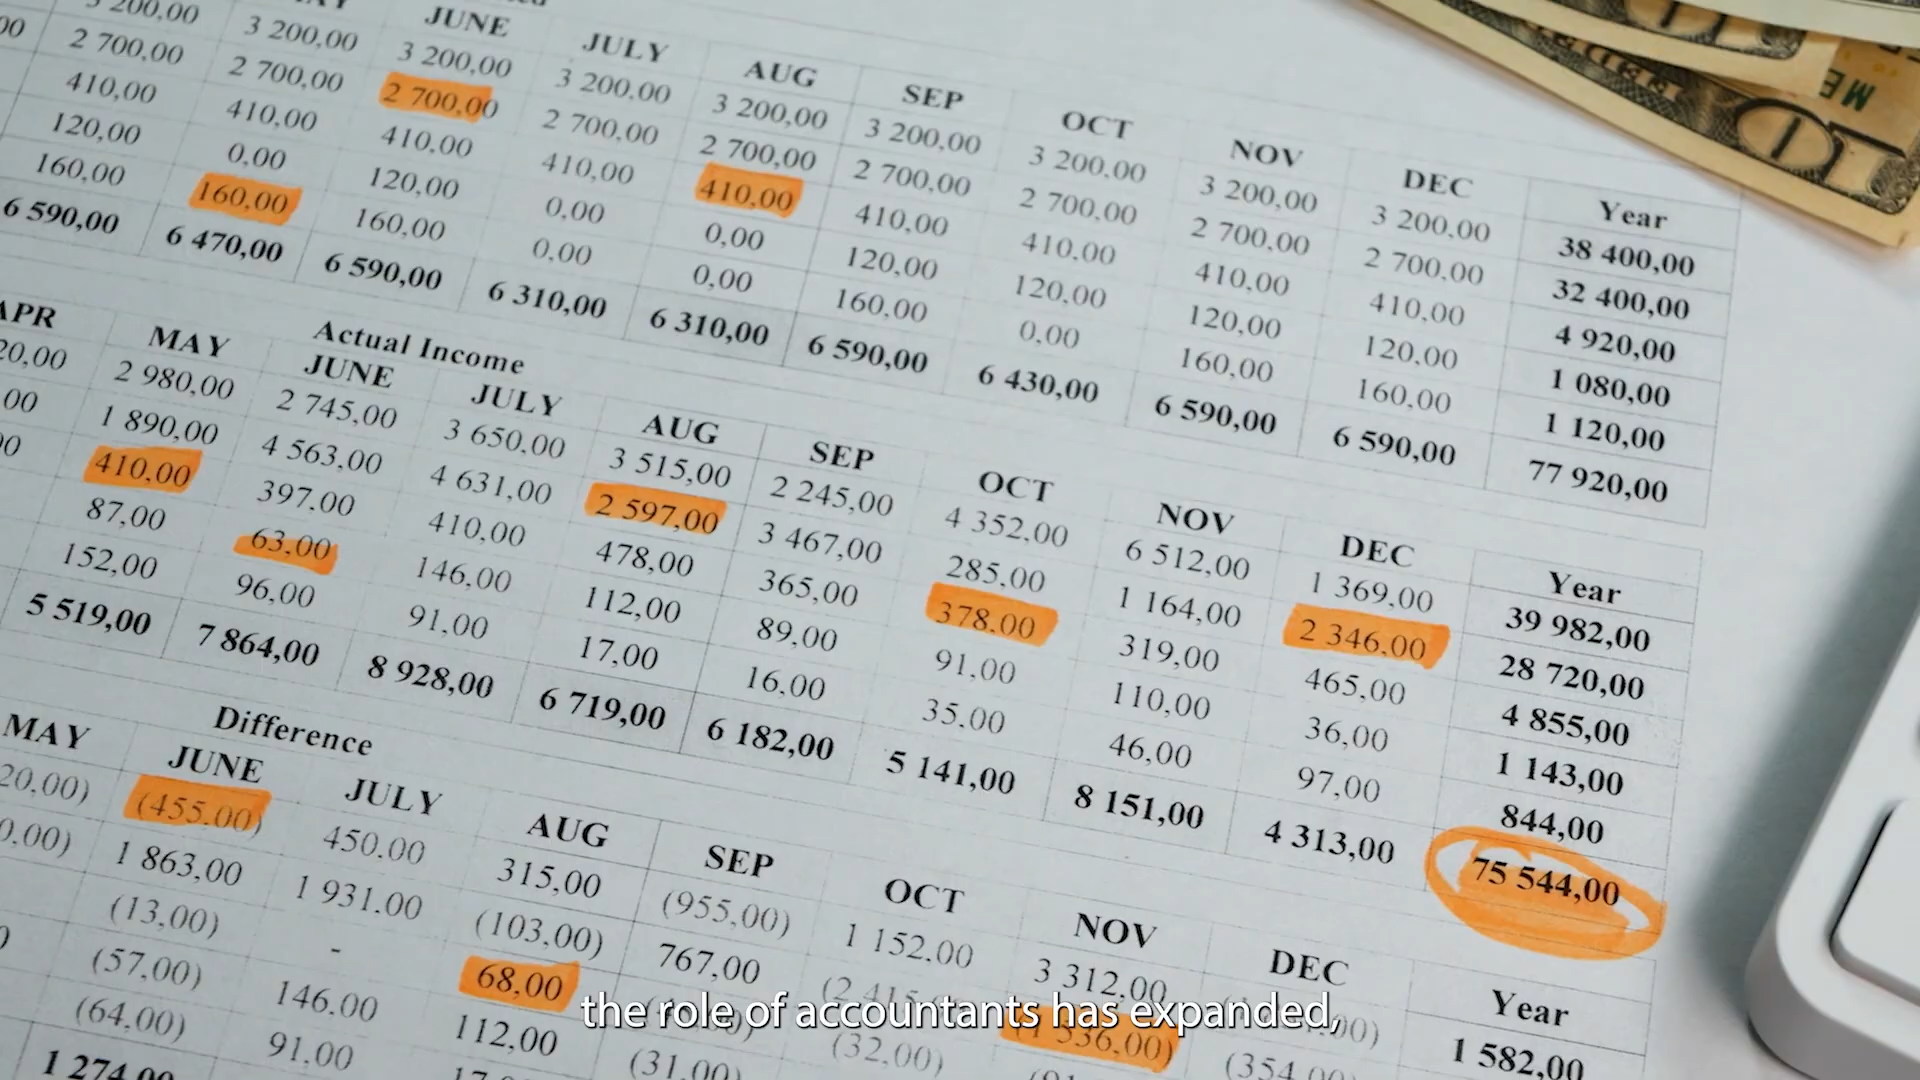 JUNE JULY AUG SEP OCT NOV DEC Year
3 200,00 3 200,00 3 200,00 3 200,00 3 200,00 3 200,00 3 200,00 3 200,00 38 400,00
2 700,00 2 700,00 2 700,00 2 700,00 2 700,00 2 700,00 2 700,00 2 700,00 2 700,00 32 400,00
410,00 410,00 410,00 410,00 410,00 410,00 410.00 410,00 410,00 4 920,00
120,00 0,00 120,00 0,00 0,00 120,00 120,00 120,00 120,00 1 080,00
160,00 160,00 160,00 0,00 0,00 160,00 0.00 160,00 160,00 1 120,00
6 590,00 6 470,00 6 590,00 6 310,00 6 310,00 6 590,00 6 430,00 6 590,00 6 590,00 77 920,00
Actual Income
APR MAY JUNE JULY AUG SEP OCT NOV DEC Year
2 980,00 2 745,00 3 650,00 3 515,00 2 245,00 4 352,00 6 512,00 1 369,00 39 982,00
1 890,00 4 563,00 4 631,00 2 597,00 3 467,00 285,00 1 164,00 2 346,00 28 720,00
410,00 397.00 410,00 478,00 365,00 378.00 319,00 465,00 4 855,00
87,00 63,00 146,00 112,00 89,00 91,00 110,00 36,00 1 143,00
152,00 96,00 91,00 17,00 16,00 35.00 46,00 97,00 844,00
5 519,00 7 864,00 8 928,00 6 719,00 6 182,00 5 141,00 8 151,00 4 313,00 75 544,00
Difference
MAY JUNE JULY AUG SEP OCT NOV DEC Year
(455.00) 450.00 315,00 (955,00) 1 152.00 3 312,00 1 582,00
1 863,00 1 931.00 (103,00) 767,00
(13,00) - 68,00
(57,00) 146.00 112,00 (31,00) (32,00)
(64,00) 91.00
1 274,00
the role of accountants has expanded,